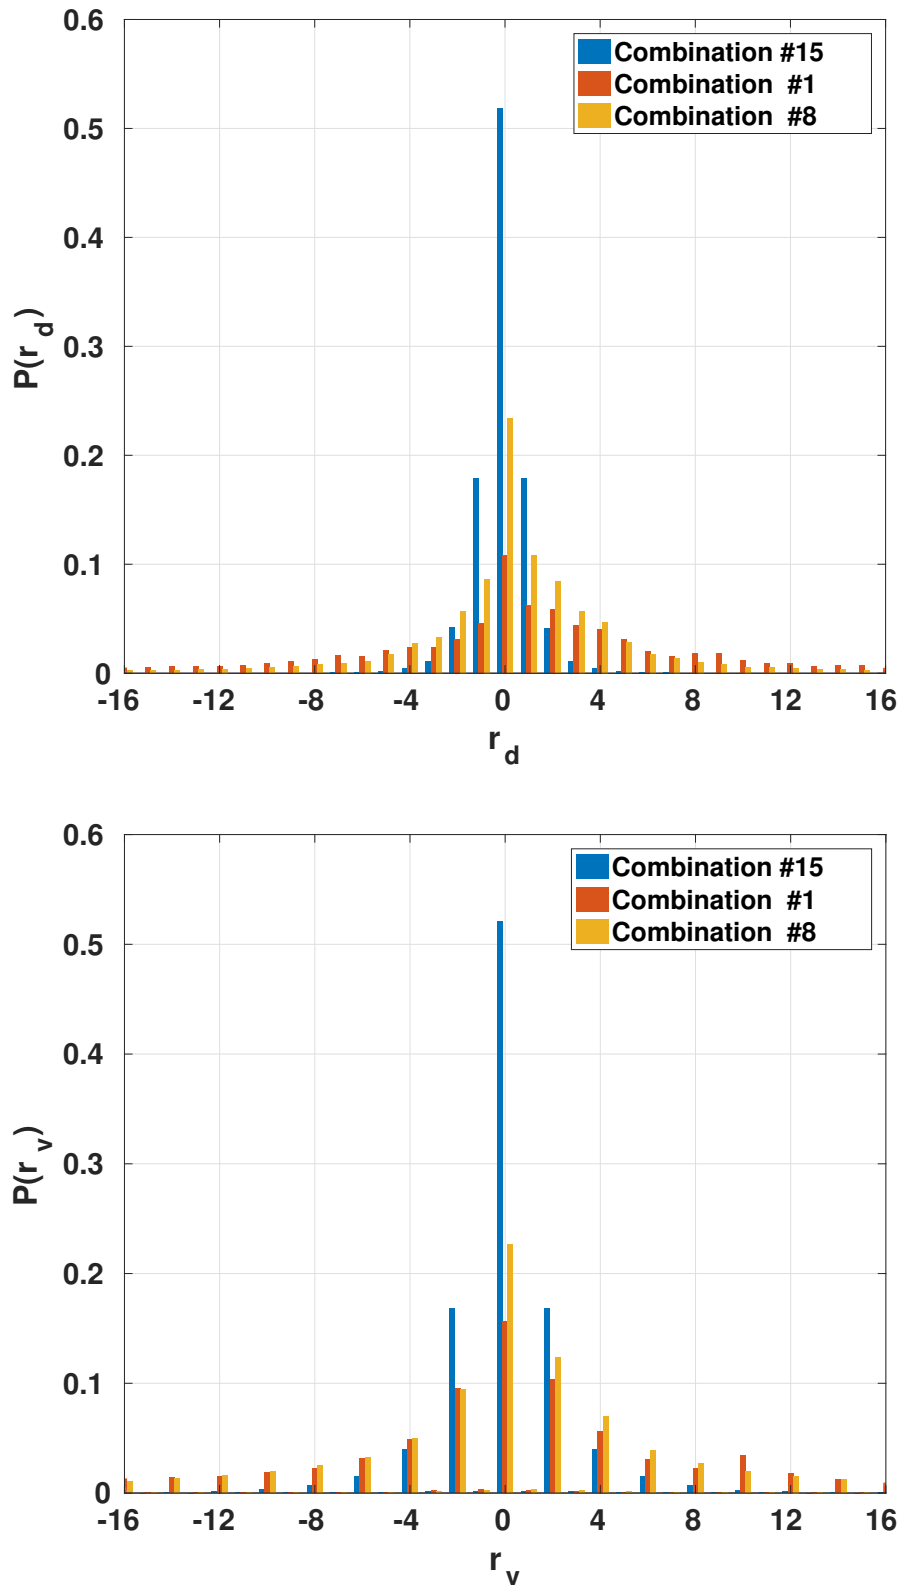 0.6
Combination #15
Combination #1
Combination #8
0.5
0.4
P(r_d)
0.3
0.2
0.1
0
-16 -12 -8 -4 0 4 8 12 16
r_d
0.6
Combination #15
Combination #1
Combination #8
0.5
0.4
P(r_v)
0.3
0.2
0.1
0
-16 -12 -8 -4 0 4 8 12 16
r_v